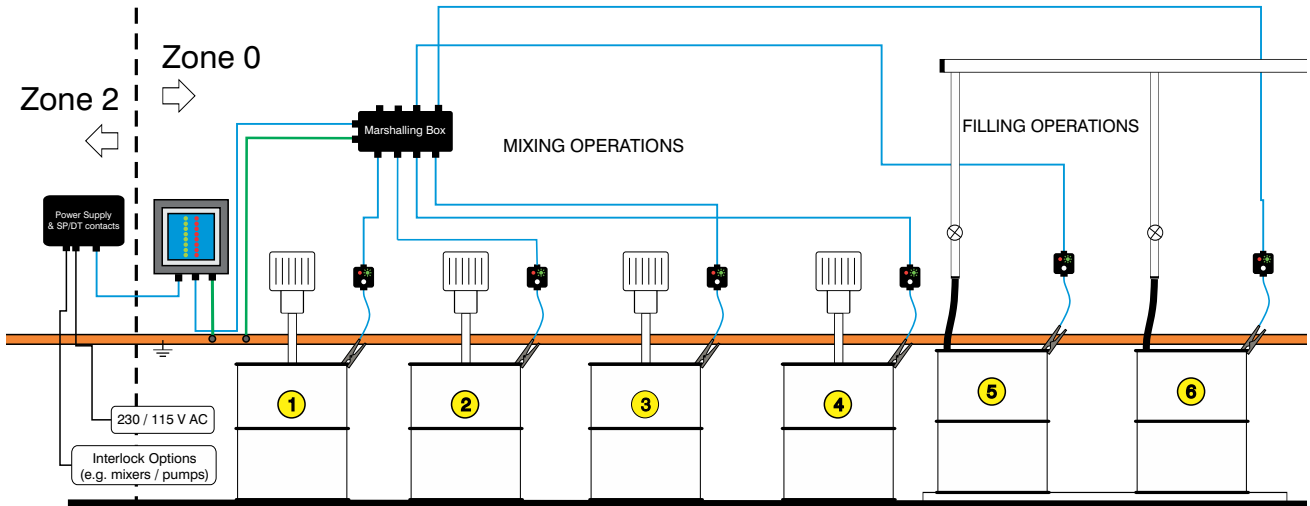 Zone 2
Zone 0
Marshalling Box
MIXING OPERATIONS
FILLING OPERATIONS
Power Supply
& SP/DT contacts
1
2
3
4
5
6
230 / 115 V AC
Interlock Options
(e.g. mixers / pumps)